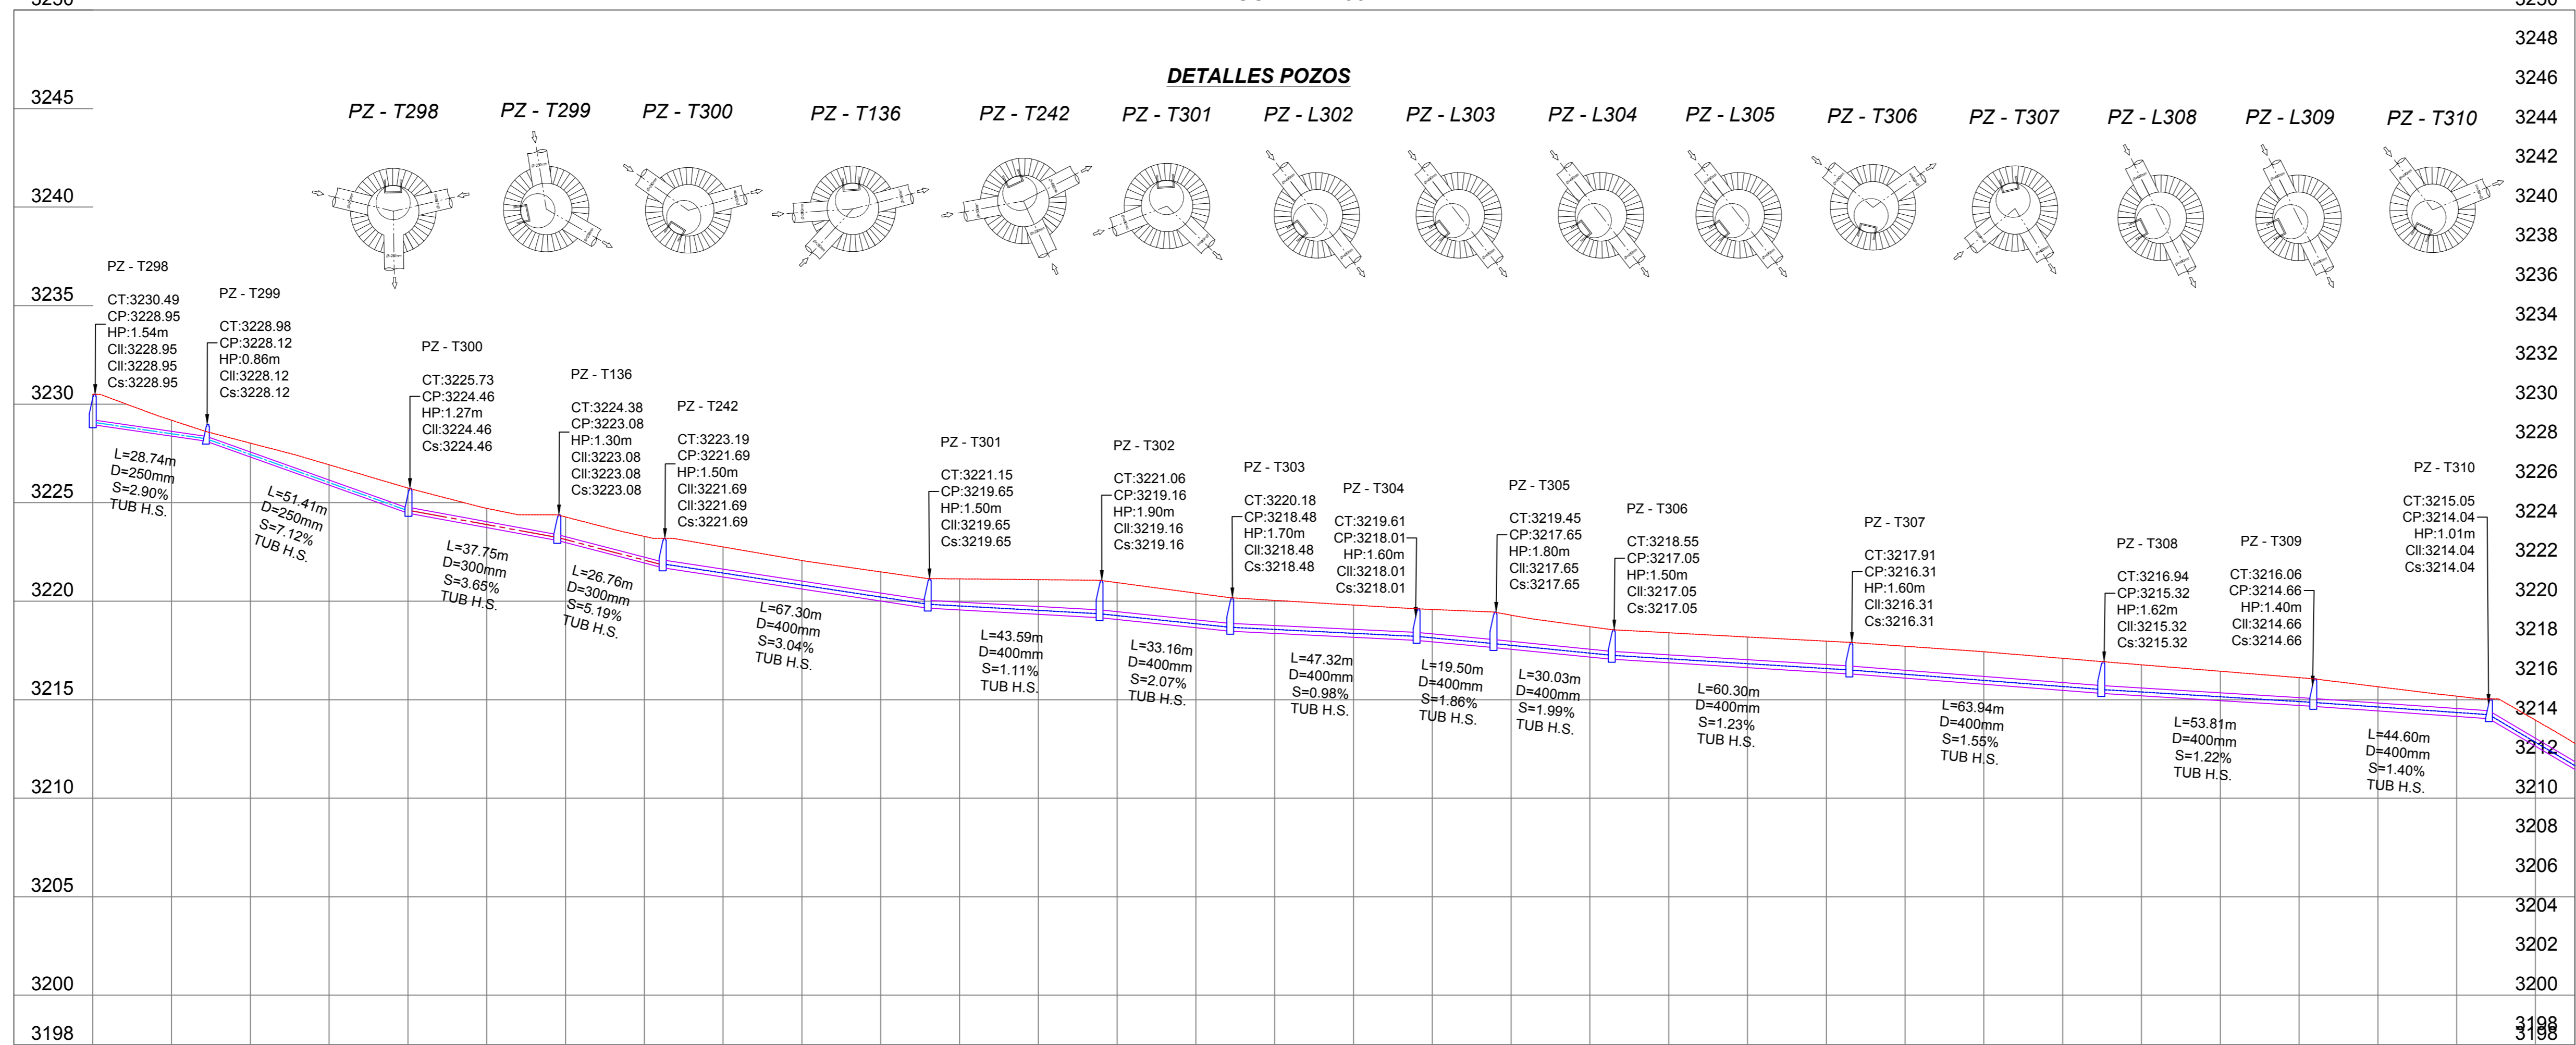 DETALLES POZOS
PZ - T298
PZ - T299
PZ - T300
PZ - T136
PZ - T242
PZ - T301
PZ - L302
PZ - L303
PZ - L304
PZ - L305
PZ - T306
PZ - T307
PZ - L308
PZ - L309
PZ - T310
3245
3240
3235
3230
3225
3220
3215
3210
3205
3200
3198
PZ - T298
CT:3230.49
CP:3228.95
HP:1.54m
Cll:3228.95
Cll:3228.95
Cs:3228.95
PZ - T299
CT:3228.98
CP:3228.12
HP:0.86m
Cll:3228.12
Cs:3228.12
PZ - T300
CT:3225.73
CP:3224.46
HP:1.27m
Cll:3224.46
Cs:3224.46
PZ - T136
CT:3224.38
CP:3223.08
HP:1.30m
Cll:3223.08
Cll:3223.08
Cs:3223.08
PZ - T242
CT:3223.19
CP:3221.69
HP:1.50m
Cll:3221.69
Cll:3221.69
Cs:3221.69
PZ - T301
CT:3221.15
CP:3219.65
HP:1.50m
Cll:3219.65
Cs:3219.65
PZ - T302
CT:3221.06
CP:3219.16
HP:1.90m
Cll:3219.16
Cs:3219.16
PZ - T303
CT:3220.18
CP:3218.48
HP:1.70m
Cll:3218.48
Cs:3218.48
PZ - T304
CT:3219.61
CP:3218.01
HP:1.60m
Cll:3218.01
Cs:3218.01
PZ - T305
CT:3219.45
CP:3217.65
HP:1.80m
Cll:3217.65
Cs:3217.65
PZ - T306
CT:3218.55
CP:3217.05
HP:1.50m
Cll:3217.05
Cs:3217.05
PZ - T307
CT:3217.91
CP:3216.31
HP:1.60m
Cll:3216.31
Cs:3216.31
PZ - T308
CT:3216.94
CP:3215.32
HP:1.62m
Cll:3215.32
Cs:3215.32
PZ - T309
CT:3216.06
CP:3214.66
HP:1.40m
Cll:3214.66
Cs:3214.66
PZ - T310
CT:3215.05
CP:3214.04
HP:1.01m
Cll:3214.04
Cs:3214.04
L=28.74m
D=250mm
S=2.90%
TUB H.S.
L=51.41m
D=250mm
S=7.12%
TUB H.S.
L=37.75m
D=300mm
S=3.65%
TUB H.S.
L=26.76m
D=300mm
S=5.19%
TUB H.S.
L=67.30m
D=400mm
S=3.04%
TUB H.S.
L=43.59m
D=400mm
S=1.11%
TUB H.S.
L=33.16m
D=400mm
S=2.07%
TUB H.S.
L=47.32m
D=400mm
S=0.98%
TUB H.S.
L=19.50m
D=400mm
S=1.86%
TUB H.S.
L=30.03m
D=400mm
S=1.99%
TUB H.S.
L=60.30m
D=400mm
S=1.23%
TUB H.S.
L=63.94m
D=400mm
S=1.55%
TUB H.S.
L=53.81m
D=400mm
S=1.22%
TUB H.S.
L=44.60m
D=400mm
S=1.40%
TUB H.S.
3248
3246
3244
3242
3240
3238
3236
3234
3232
3230
3228
3226
3224
3222
3220
3218
3216
3214
3212
3210
3208
3206
3204
3202
3200
3198
3198